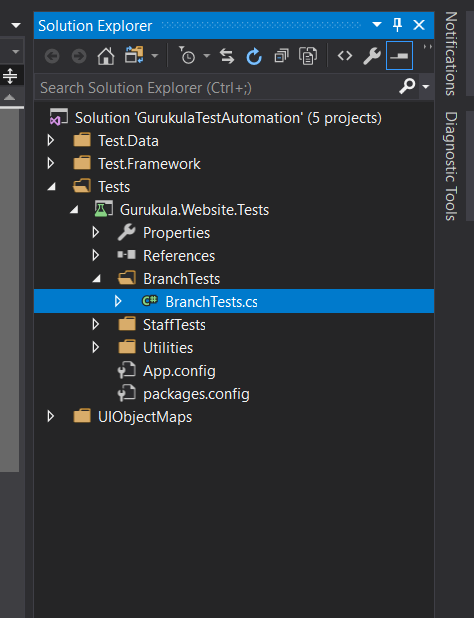 Solution Explorer
Search Solution Explorer (Ctrl+;)
Solution 'GurukulaTestAutomation' (5 projects)
Test.Data
Test.Framework
Tests
Gurukula.Website.Tests
Properties
References
BranchTests
C# BranchTests.cs
StaffTests
Utilities
App.config
packages.config
UIObjectMaps
Notifications
Diagnostic Tools